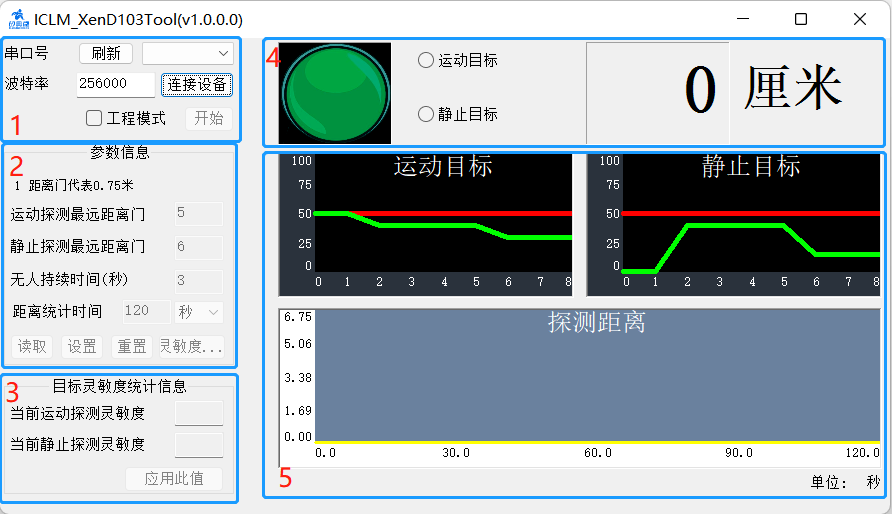 ICLM_XenD103Tool(v1.0.0.0)
串口号 刷新
波特率 256000 连接设备
工程模式 开始
1
2
参数信息
1 距离门代表0.75米
运动探测最远距离门 5
静止探测最远距离门 6
无人持续时间(秒) 3
距离统计时间 120 秒
读取 设置 重置 灵敏度...
3
目标灵敏度统计信息
当前运动探测灵敏度
当前静止探测灵敏度
应用此值
4
运动目标
静止目标
0 厘米
运动目标
100
75
50
25
0
0 1 2 3 4 5 6 7 8
静止目标
100
75
50
25
0
0 1 2 3 4 5 6 7 8
探测距离
6.75
5.06
3.38
1.69
0.00
0.0 30.0 60.0 90.0 120.0
5
单位: 秒